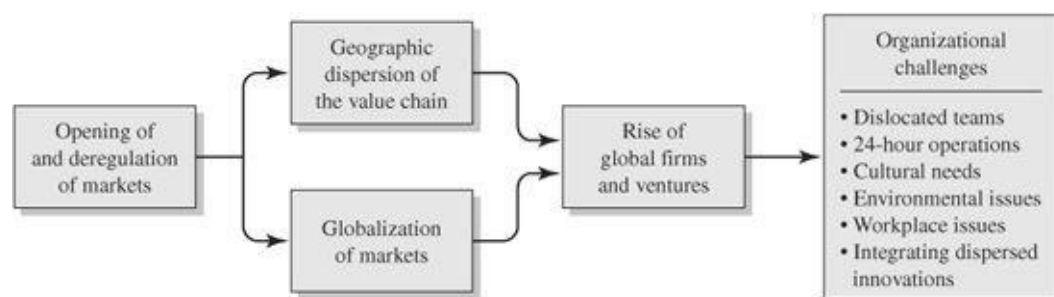 Opening of
and deregulation
of markets
Geographic
dispersion of
the value chain
Globalization
of markets
Rise of
global firms
and ventures
Organizational
challenges
• Dislocated teams
• 24-hour operations
• Cultural needs
• Environmental issues
• Workplace issues
• Integrating dispersed
innovations